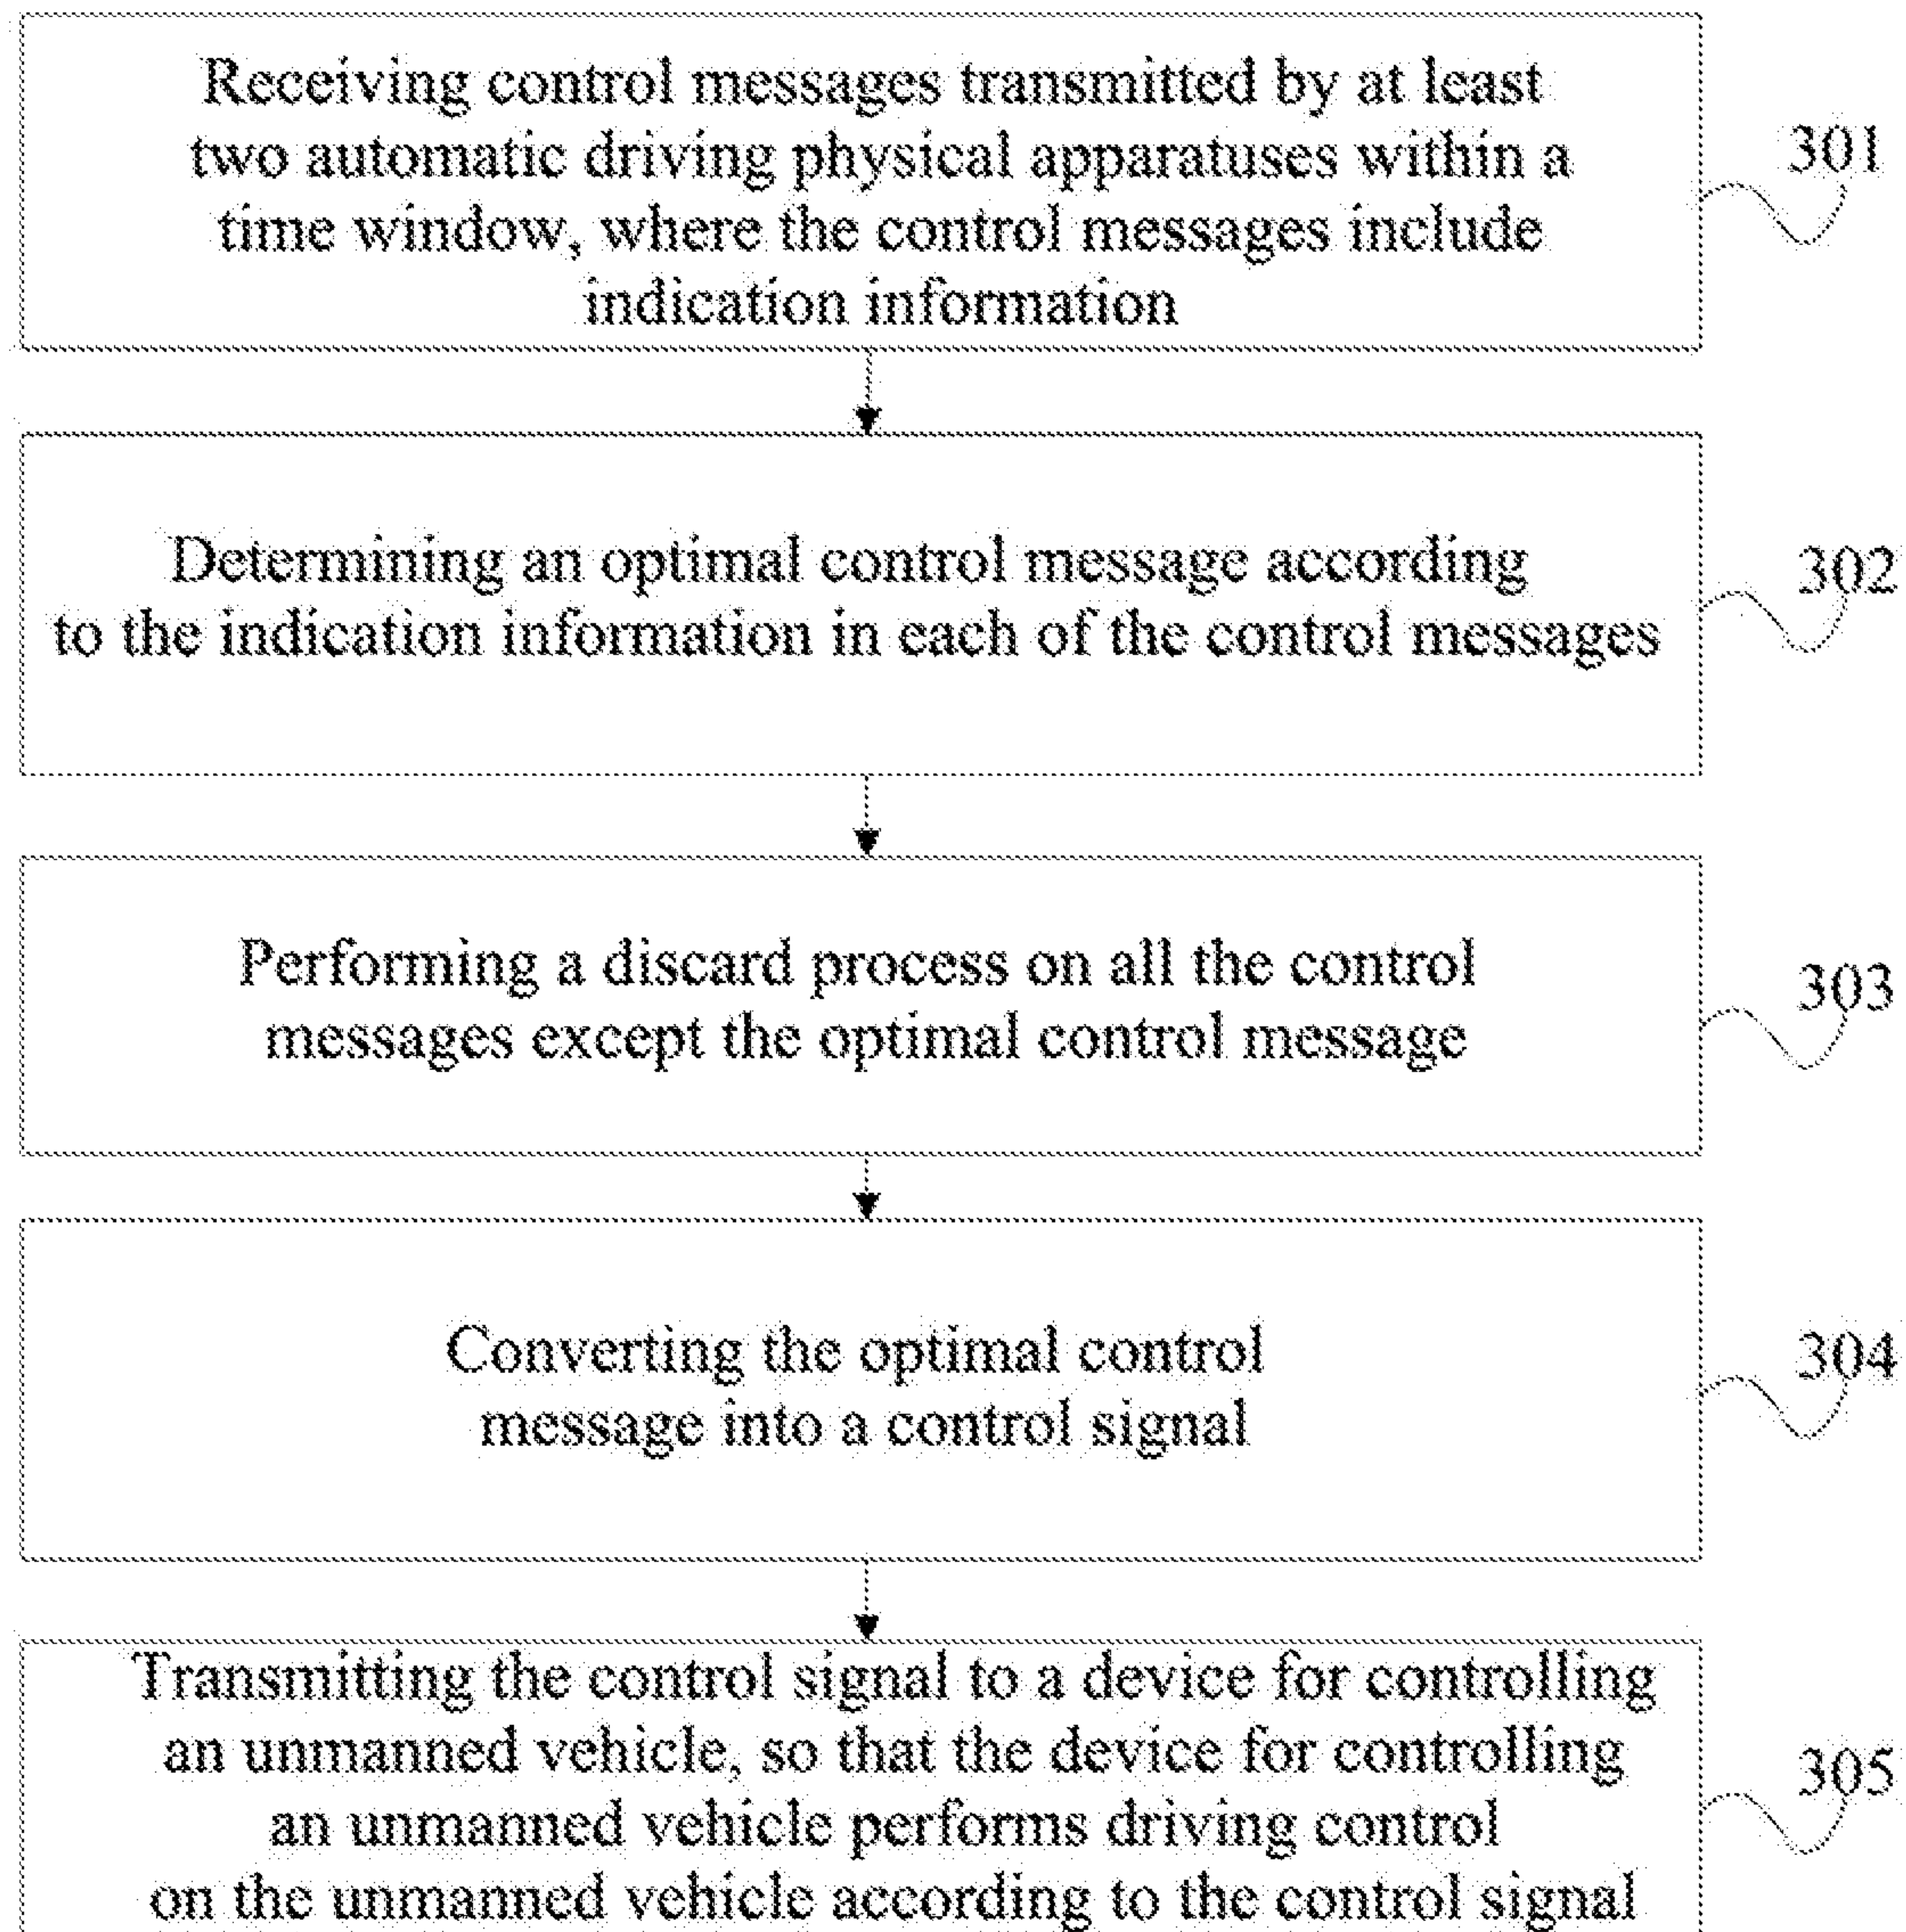 Receiving control messages transmitted by at least
two automatic driving physical apparatuses within a
time window, where the control messages include
indication information
301
Determining an optimal control message according
to the indication information in each of the control messages
302
Performing a discard process on all the control
messages except the optimal control message
303
Converting the optimal control
message into a control signal
304
Transmitting the control signal to a device for controlling
an unmanned vehicle, so that the device for controlling
an unmanned vehicle performs driving control
on the unmanned vehicle according to the control signal
305